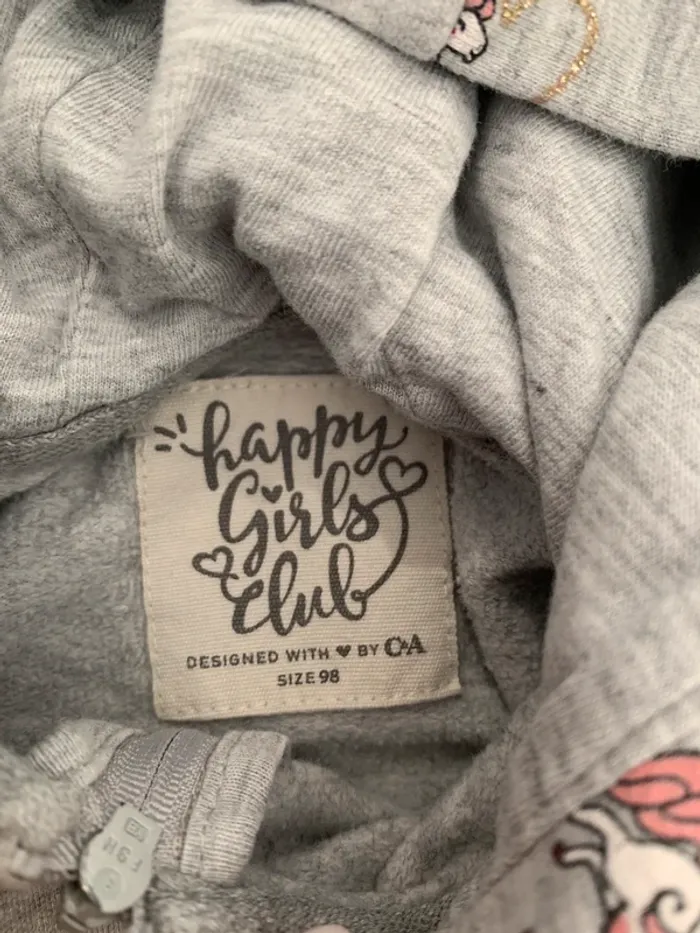 happy
Girls
Club
DESIGNED WITH ♥ BY C&A
SIZE 98